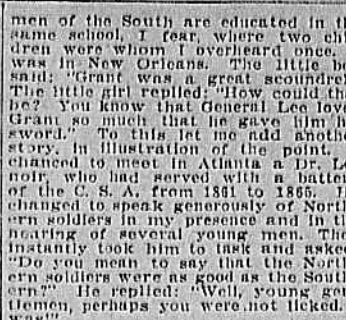 men of the South are educated in th
same school, I fear, where two chi
dren were whom I overheard once. I
was in New Orleans. The little bo
said: "Grant was a great scoundrel
The little girl replied: "How could tha
be? You know that General Lee love
Grant so much that he gave him h
sword." To this let me add anothe
story, in illustration of the point. I
chanced to meet in Atlanta a Dr. Le
noir, who had served with a batter
of the C. S. A. from 1861 to 1865. H
changed to speak generously of North
ern soldiers in my presence and in th
hearing of several young men. The
instantly took him to task and asked
"Do you mean to say that the North
ern soldiers were as good as the South
ern?" He replied: "Well, young gen
tlemen, perhaps you were not licked.
was!"